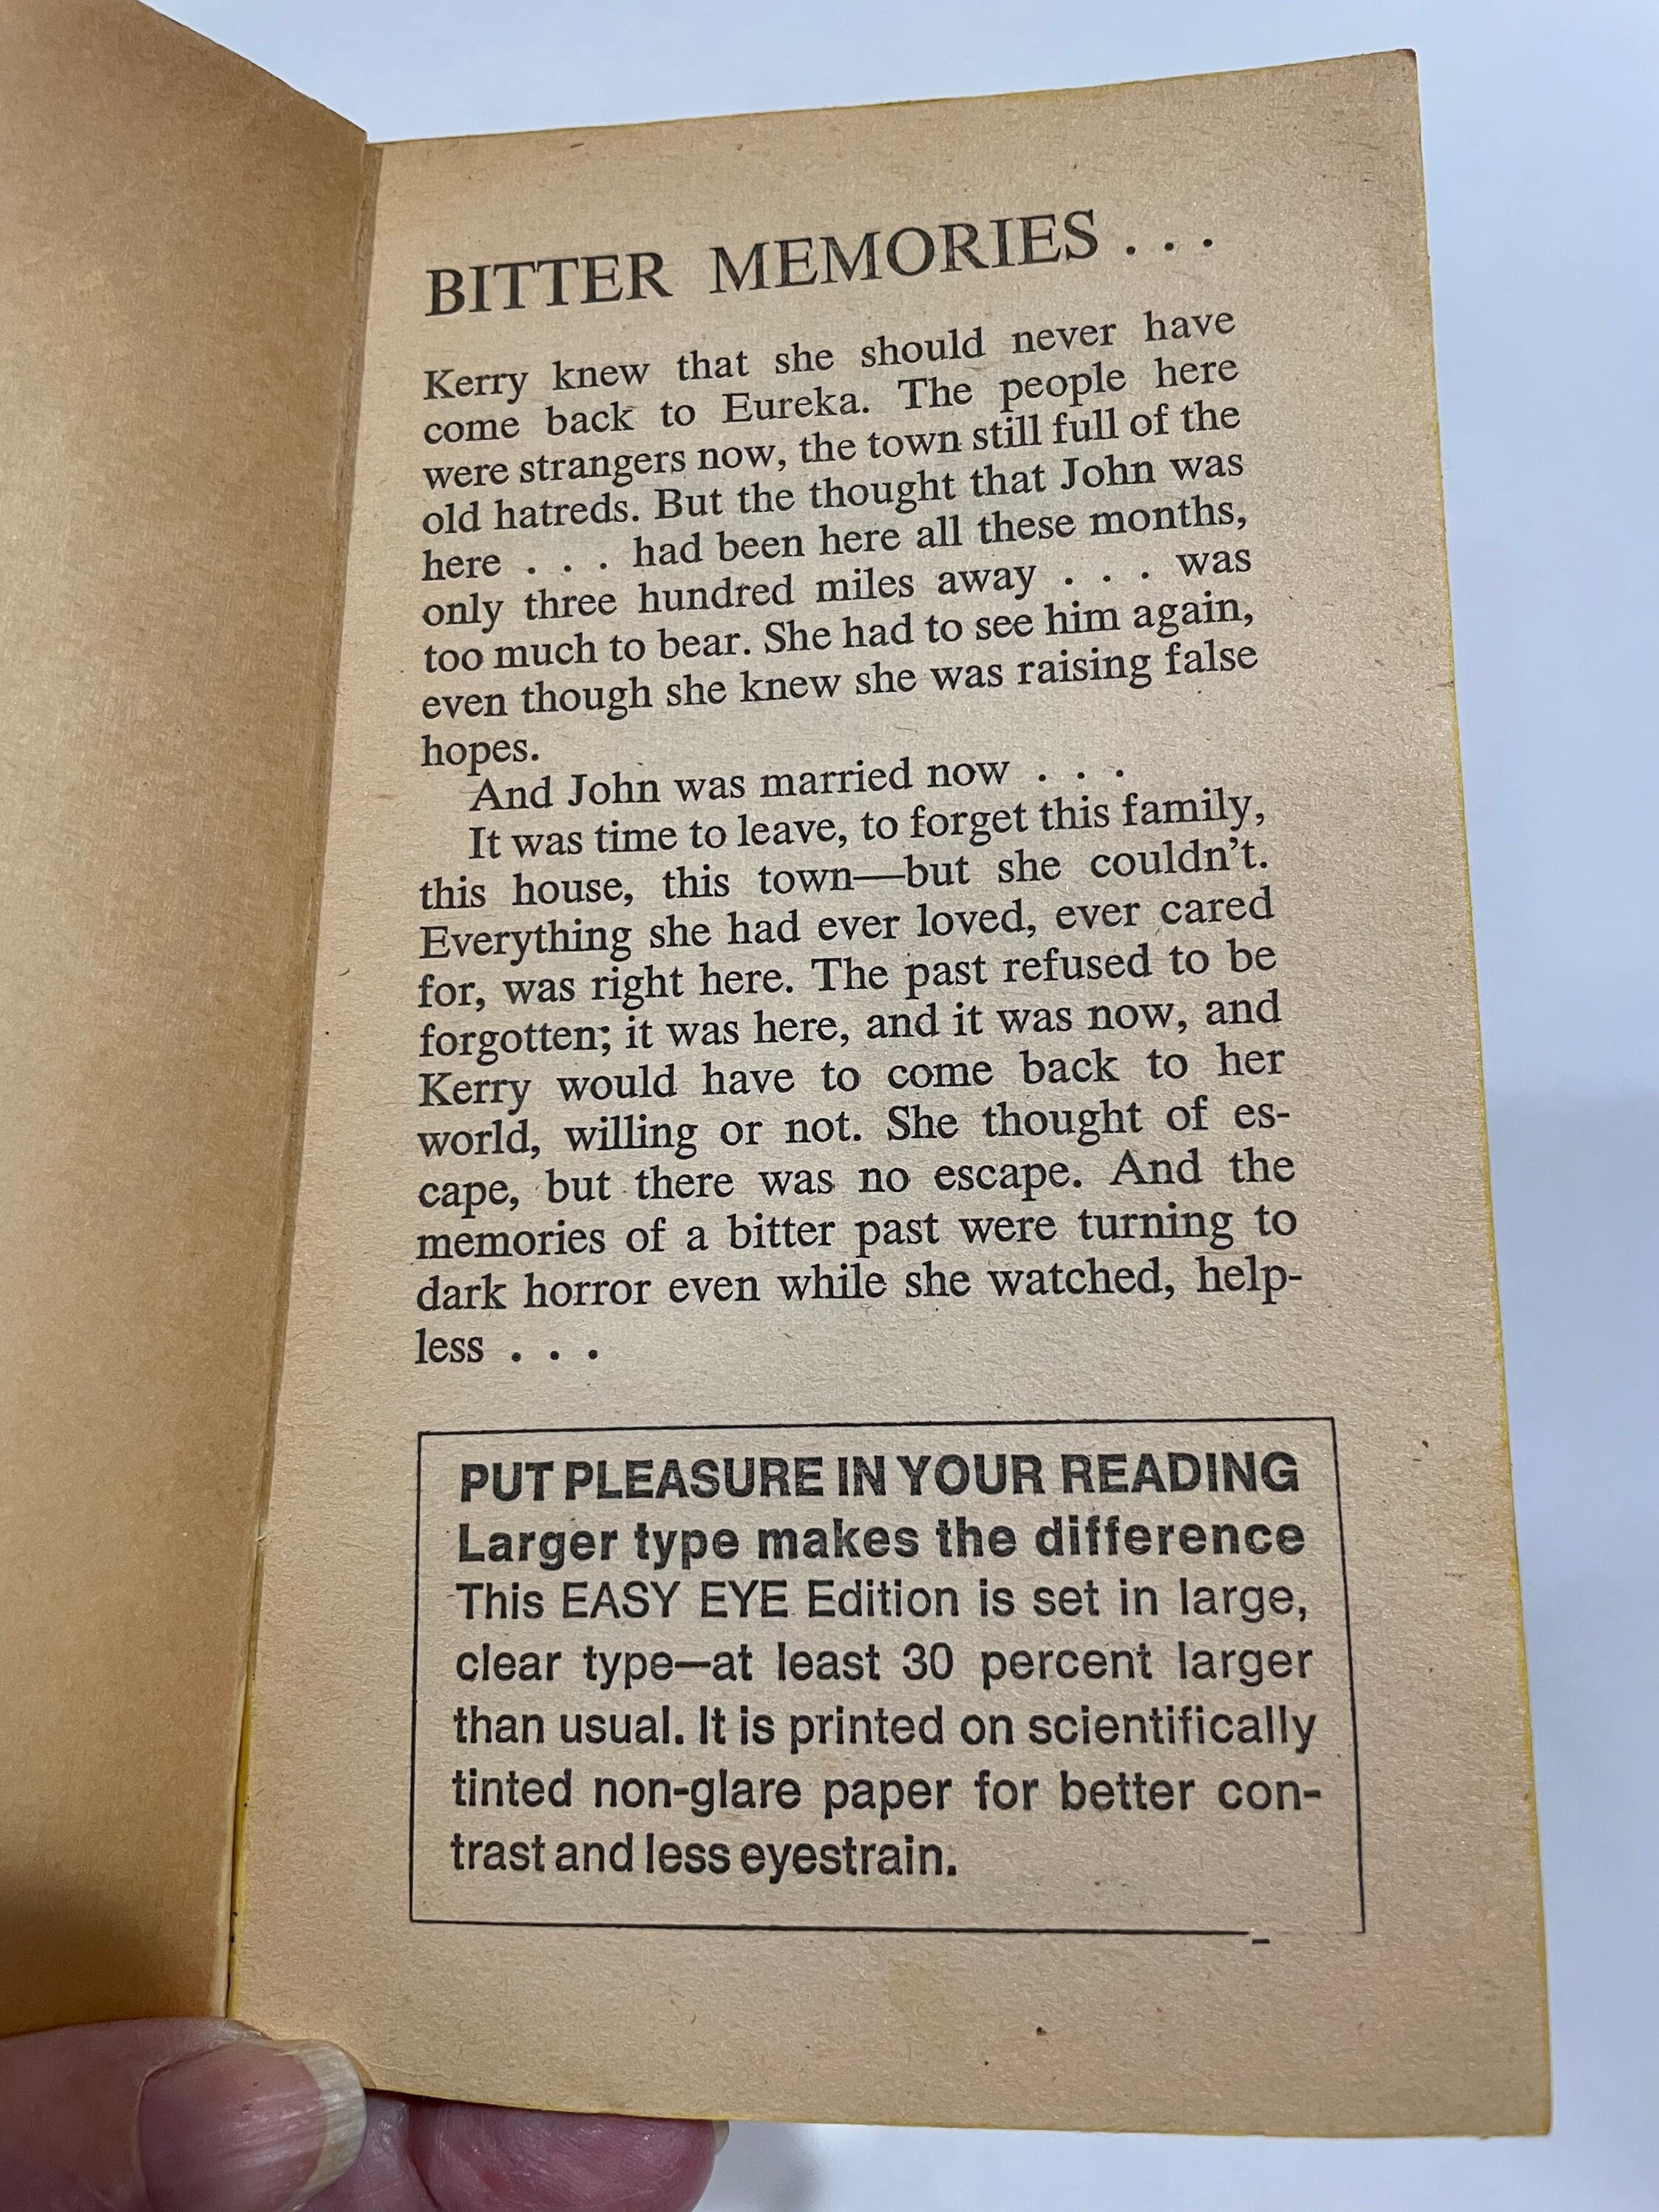 BITTER MEMORIES . . .
Kerry knew that she should never have
come back to Eureka. The people here
were strangers now, the town still full of the
old hatreds. But the thought that John was
here . . . had been here all these months,
only three hundred miles away . . . was
too much to bear. She had to see him again,
even though she knew she was raising false
hopes.
And John was married now . . .
It was time to leave, to forget this family,
this house, this town—but she couldn't.
Everything she had ever loved, ever cared
for, was right here. The past refused to be
forgotten; it was here, and it was now, and
Kerry would have to come back to her
world, willing or not. She thought of es-
cape, but there was no escape. And the
memories of a bitter past were turning to
dark horror even while she watched, help-
less . . .
PUT PLEASURE IN YOUR READING
Larger type makes the difference
This EASY EYE Edition is set in large,
clear type—at least 30 percent larger
than usual. It is printed on scientifically
tinted non-glare paper for better con-
trast and less eyestrain.